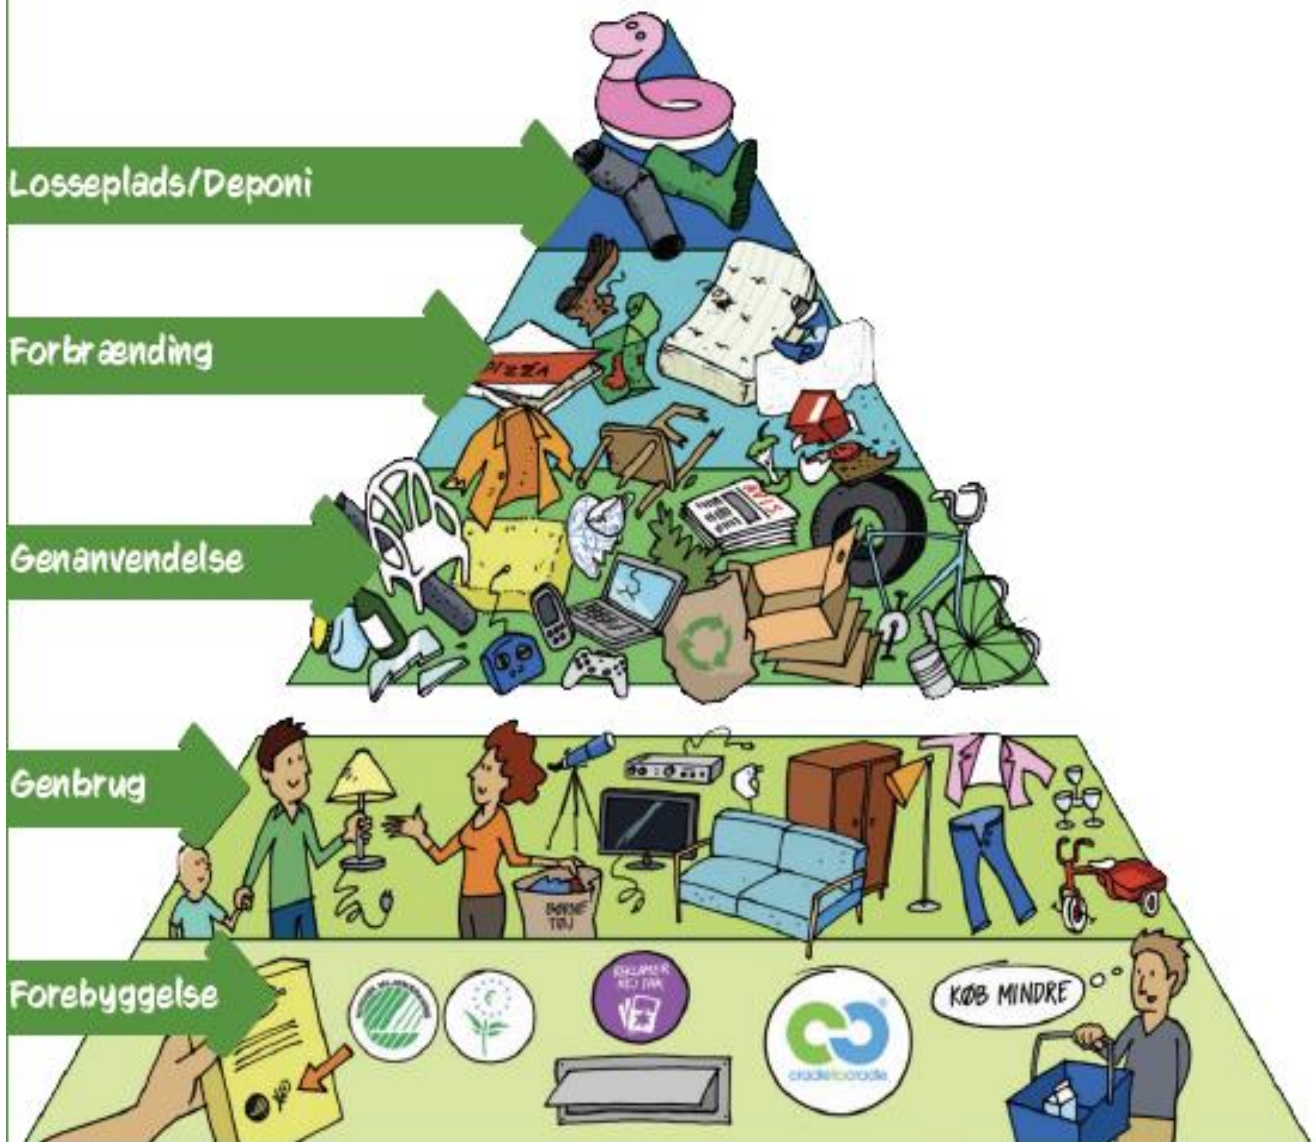 Losseplads/Deponi
Forbrænding
PIZZA
Genanvendelse
Genbrug
BØRNE
TØJ
Forebyggelse
REKLAMER
NEJ TAK
KØB MINDRE
cradletocradle